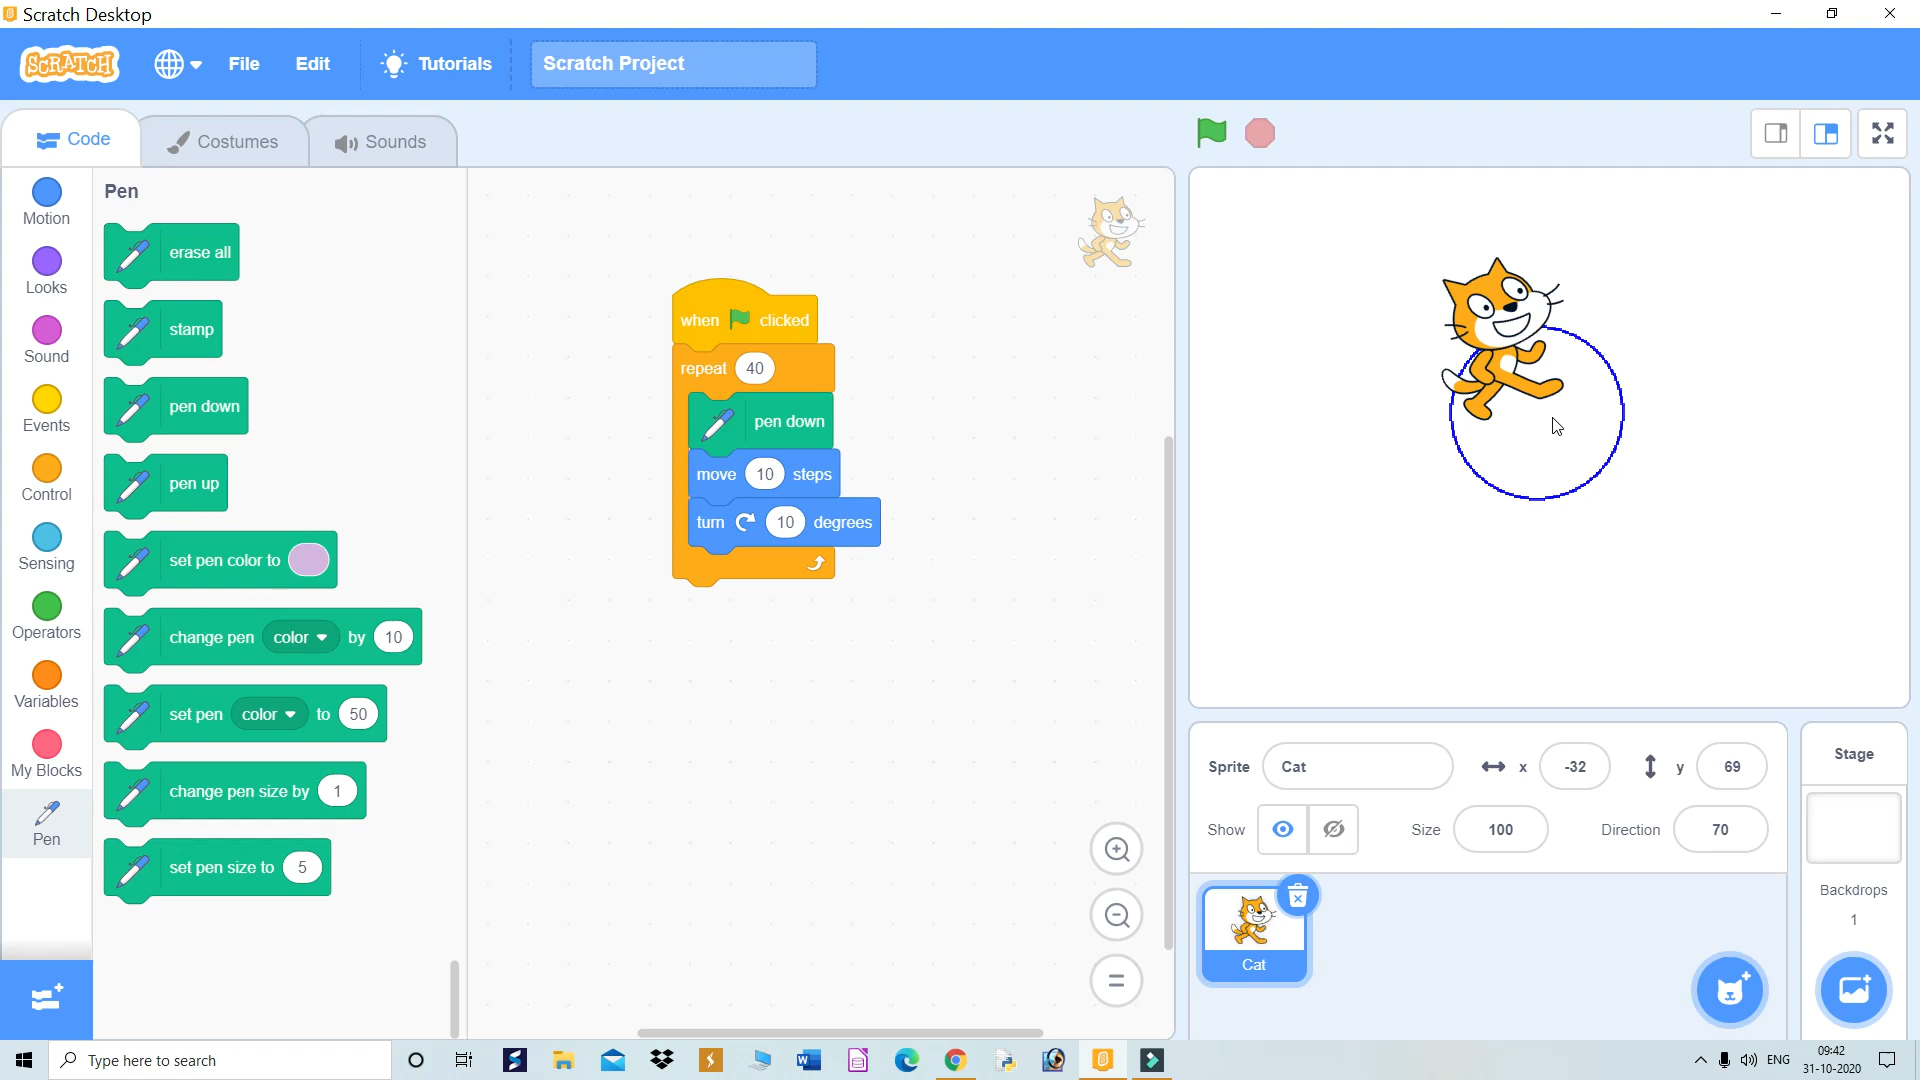 Scratch Desktop
SCRATCH
File
Edit
Tutorials
Scratch Project
Code
Costumes
Sounds
Motion
Looks
Sound
Events
Control
Sensing
Operators
Variables
My Blocks
Pen
Pen
erase all
stamp
pen down
pen up
set pen color to
change pen color by 10
set pen color to 50
change pen size by 1
set pen size to 5
when clicked
repeat 40
pen down
move 10 steps
turn 10 degrees
Sprite Cat x -32 y 69
Show Size 100 Direction 70
Cat
Stage
Backdrops
1
Type here to search
ENG
09:42
31-10-2020